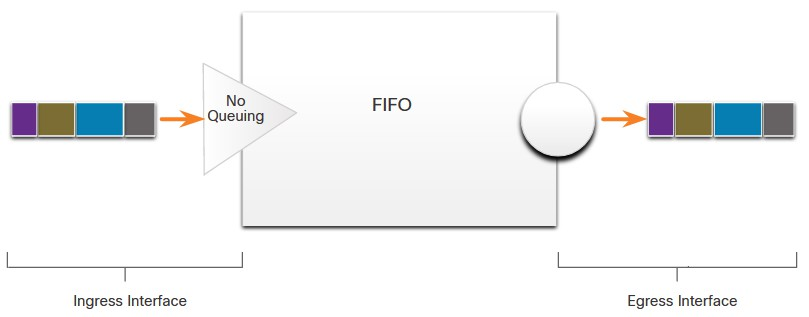 No
Queuing
FIFO
Ingress Interface
Egress Interface